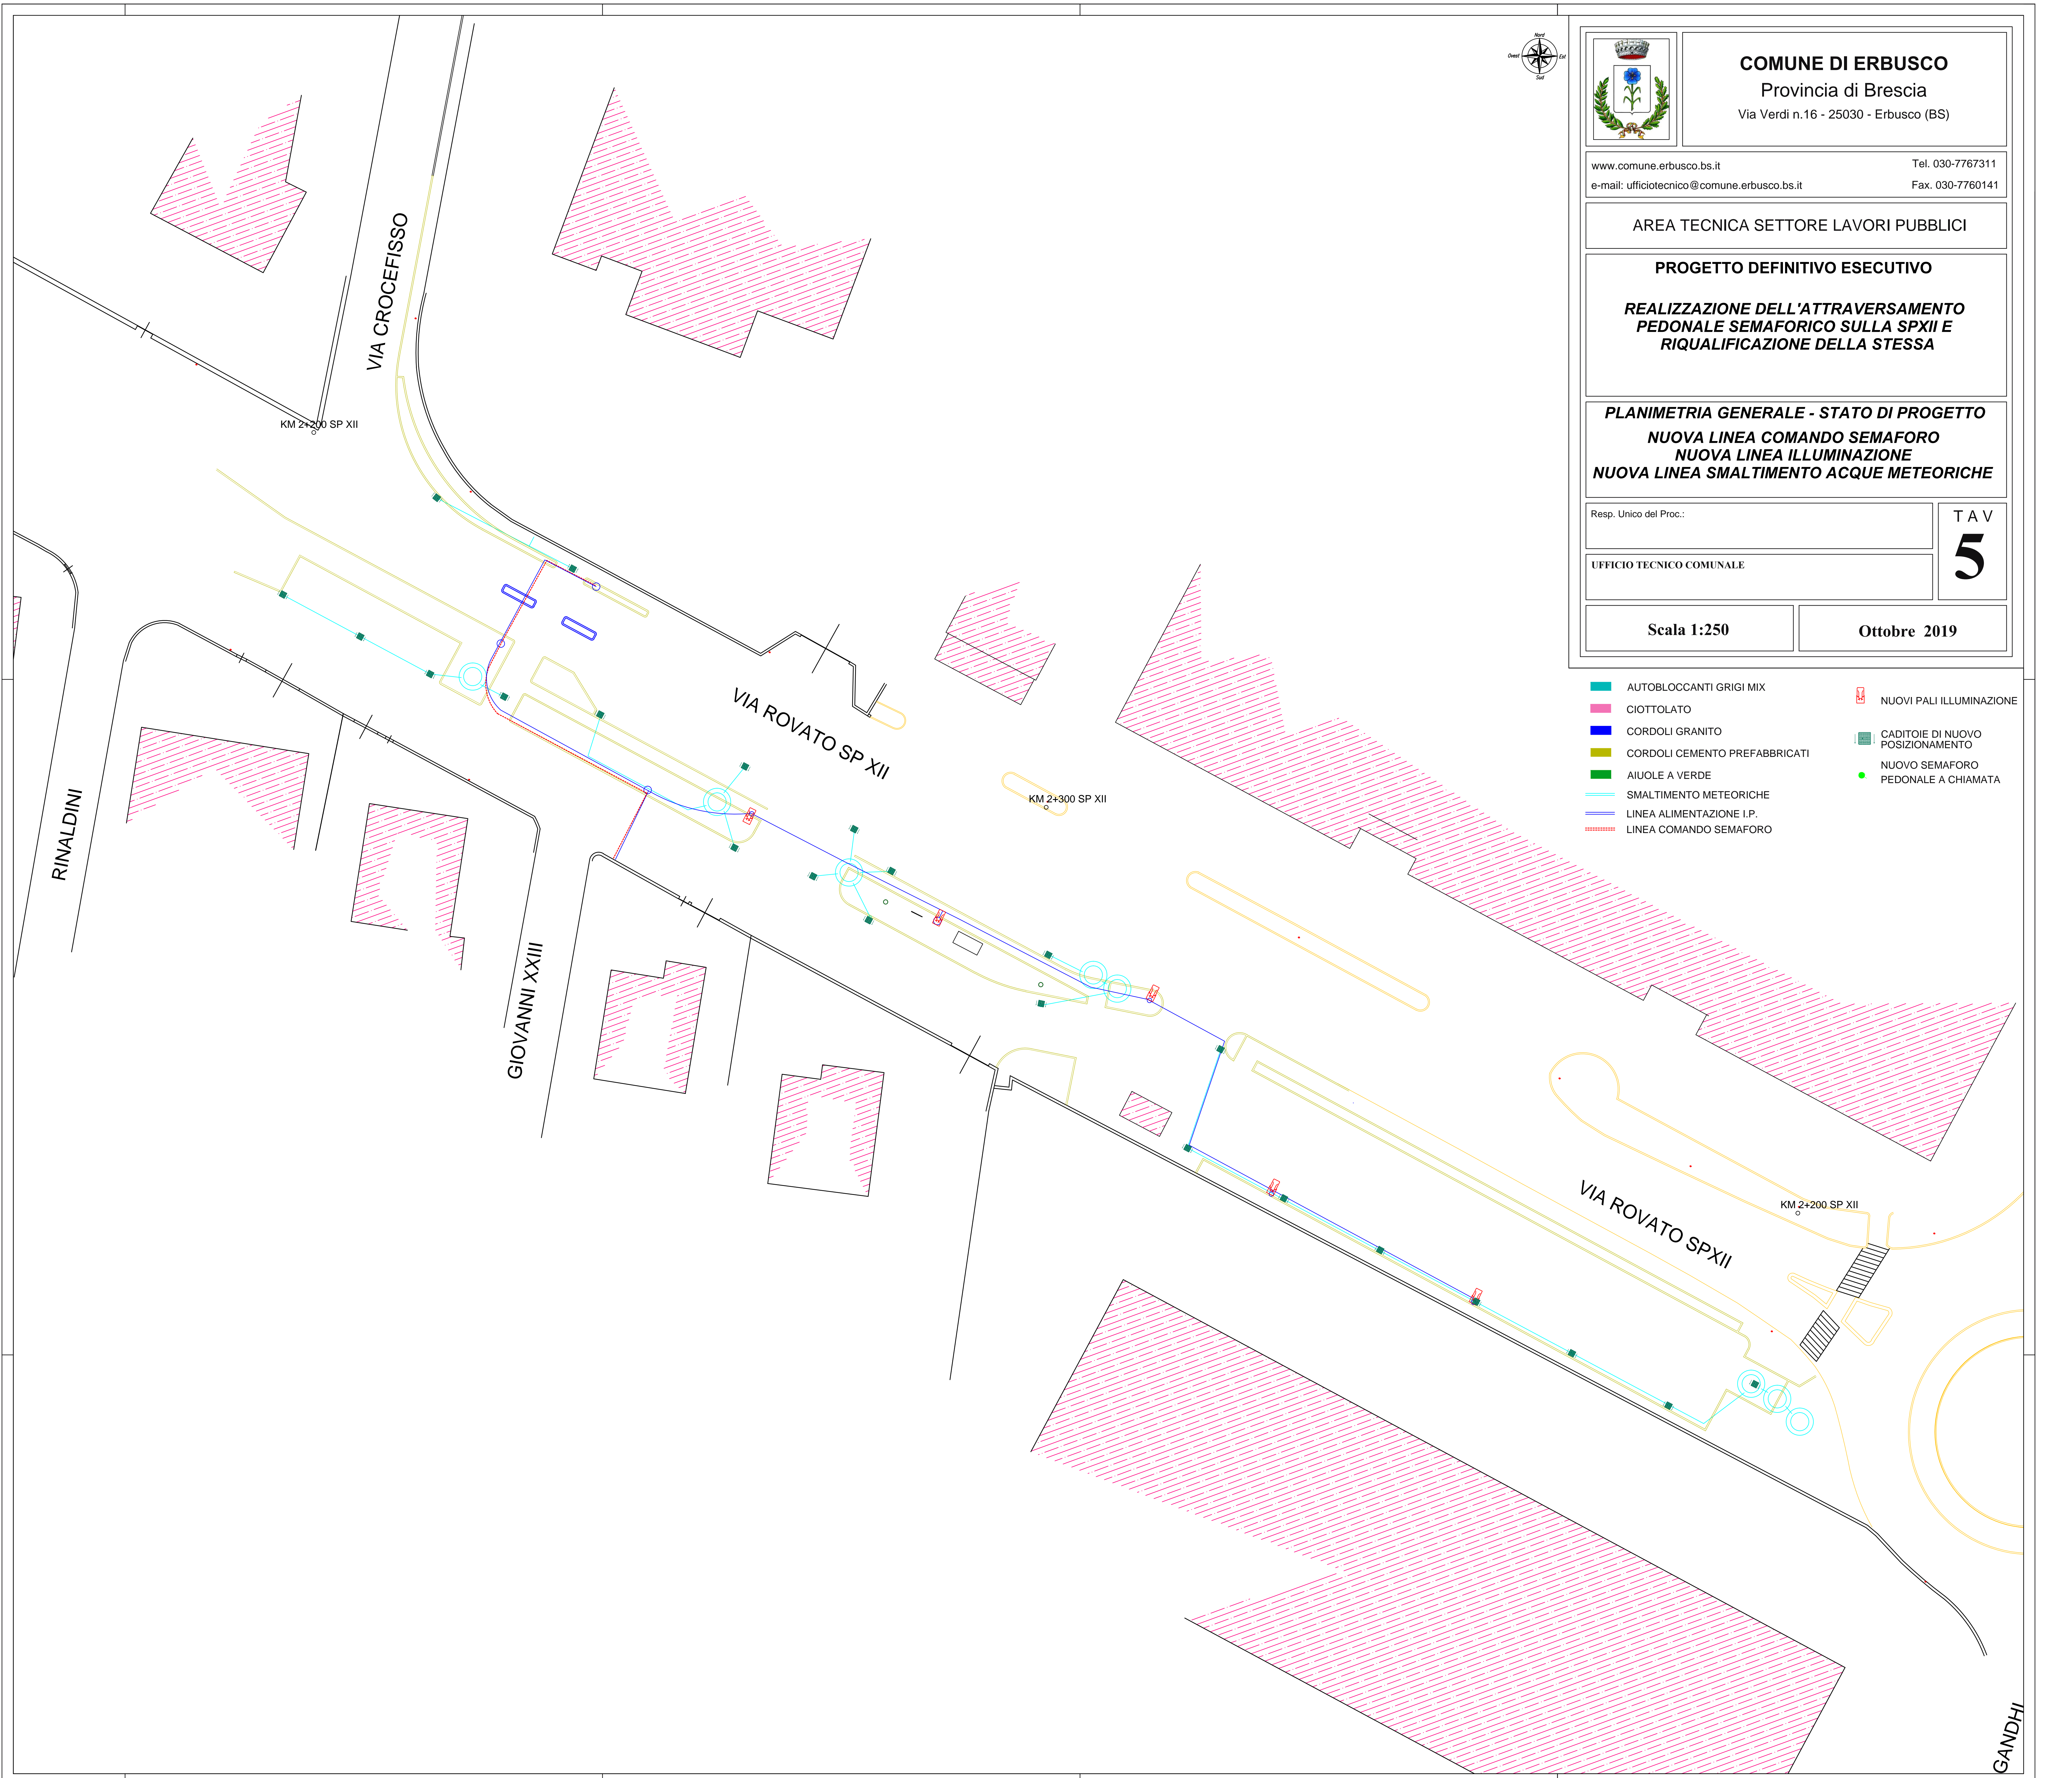 Nord
Ovest
Est
Sud
COMUNE DI ERBUSCO
Provincia di Brescia
Via Verdi n.16 - 25030 - Erbusco (BS)
www.comune.erbusco.bs.it
Tel. 030-7767311
e-mail: ufficiotecnico@comune.erbusco.bs.it
Fax. 030-7760141
AREA TECNICA SETTORE LAVORI PUBBLICI
PROGETTO DEFINITIVO ESECUTIVO
REALIZZAZIONE DELL'ATTRAVERSAMENTO
PEDONALE SEMAFORICO SULLA SPXII E
RIQUALIFICAZIONE DELLA STESSA
PLANIMETRIA GENERALE - STATO DI PROGETTO
NUOVA LINEA COMANDO SEMAFORO
NUOVA LINEA ILLUMINAZIONE
NUOVA LINEA SMALTIMENTO ACQUE METEORICHE
Resp. Unico del Proc.:
T A V
5
UFFICIO TECNICO COMUNALE
Scala 1:250
Ottobre 2019
AUTOBLOCCANTI GRIGI MIX
CIOTTOLATO
CORDOLI GRANITO
CORDOLI CEMENTO PREFABBRICATI
AIUOLE A VERDE
SMALTIMENTO METEORICHE
LINEA ALIMENTAZIONE I.P.
LINEA COMANDO SEMAFORO
NUOVI PALI ILLUMINAZIONE
CADITOIE DI NUOVO
POSIZIONAMENTO
NUOVO SEMAFORO
PEDONALE A CHIAMATA
VIA CROCEFISSO
KM 2+200 SP XII
VIA ROVATO SP XII
KM 2+300 SP XII
RINALDINI
GIOVANNI XXIII
VIA ROVATO SPXII
KM 2+200 SP XII
GANDHI